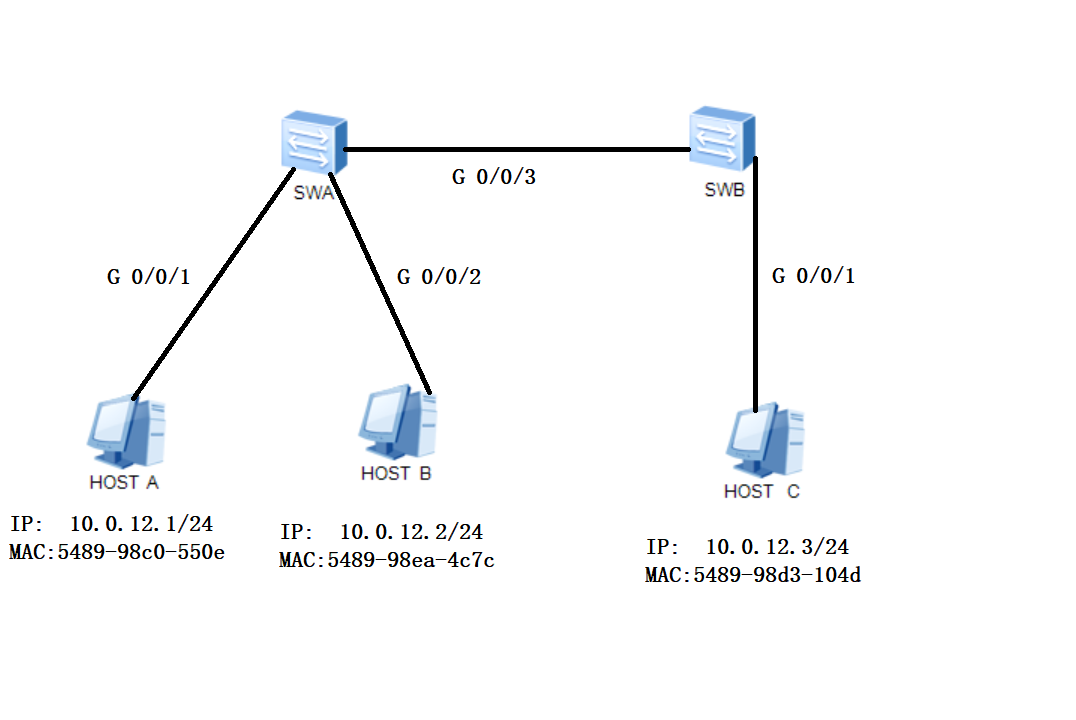 G 0/0/3
SWA
SWB
G 0/0/1
G 0/0/2
G 0/0/1
HOST A
HOST B
HOST C
IP: 10.0.12.1/24
MAC:5489-98c0-550e
IP: 10.0.12.2/24
MAC:5489-98ea-4c7c
IP: 10.0.12.3/24
MAC:5489-98d3-104d